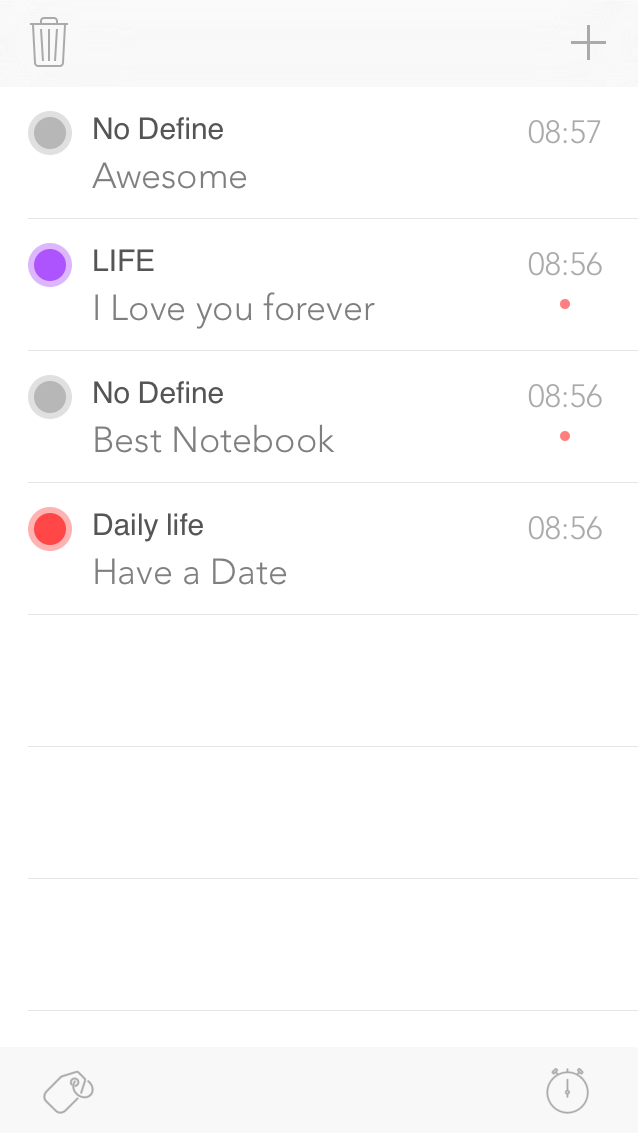 No Define
08:57
Awesome
LIFE
08:56
I Love you forever
No Define
08:56
Best Notebook
Daily life
08:56
Have a Date